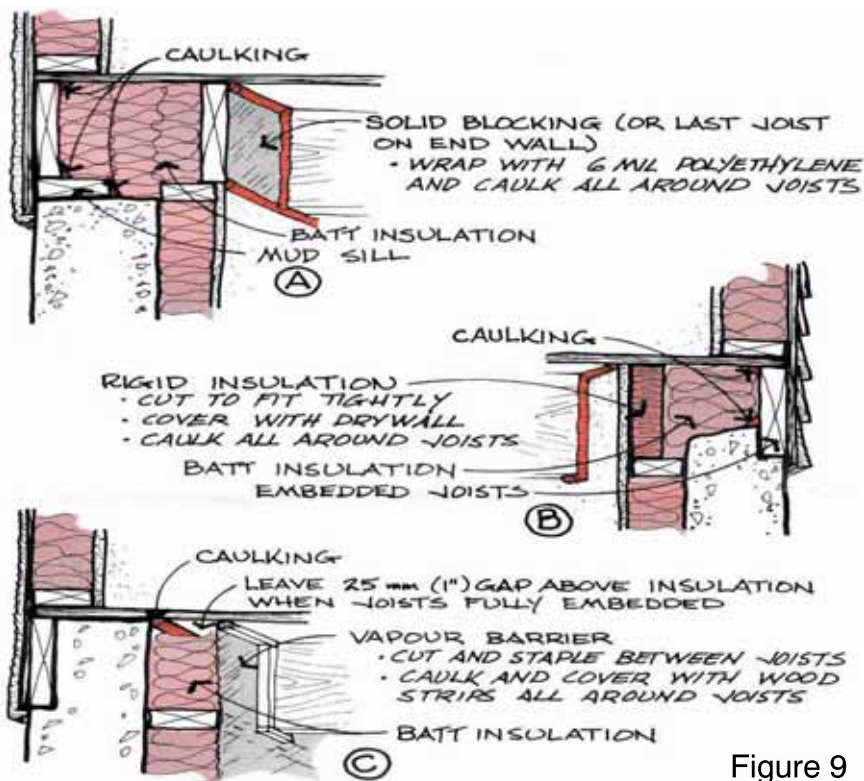 CAULKING
SOLID BLOCKING (OR LAST JOIST
ON END WALL)
• WRAP WITH 6 MIL POLYETHYLENE
AND CAULK ALL AROUND JOISTS
BATT INSULATION
MUD SILL
A
CAULKING
RIGID INSULATION
• CUT TO FIT TIGHTLY
• COVER WITH DRYWALL
• CAULK ALL AROUND JOISTS
BATT INSULATION
EMBEDDED JOISTS
B
CAULKING
LEAVE 25 mm (1") GAP ABOVE INSULATION
WHEN JOISTS FULLY EMBEDDED
VAPOUR BARRIER
• CUT AND STAPLE BETWEEN JOISTS
• CAULK AND COVER WITH WOOD
STRIPS ALL AROUND JOISTS
BATT INSULATION
C
Figure 9